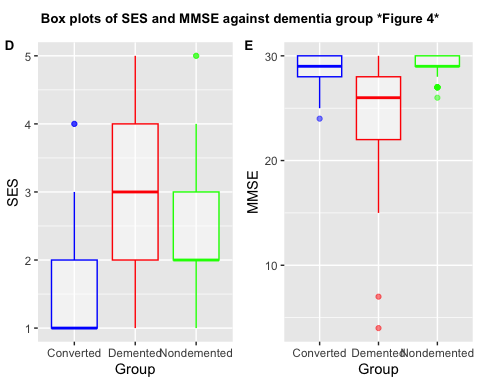 Box plots of SES and MMSE against dementia group *Figure 4*
D
E
5
4
3
2
1
SES
Converted
Demented
Nondemented
Group
30
20
10
MMSE
Converted
Demented
Nondemented
Group